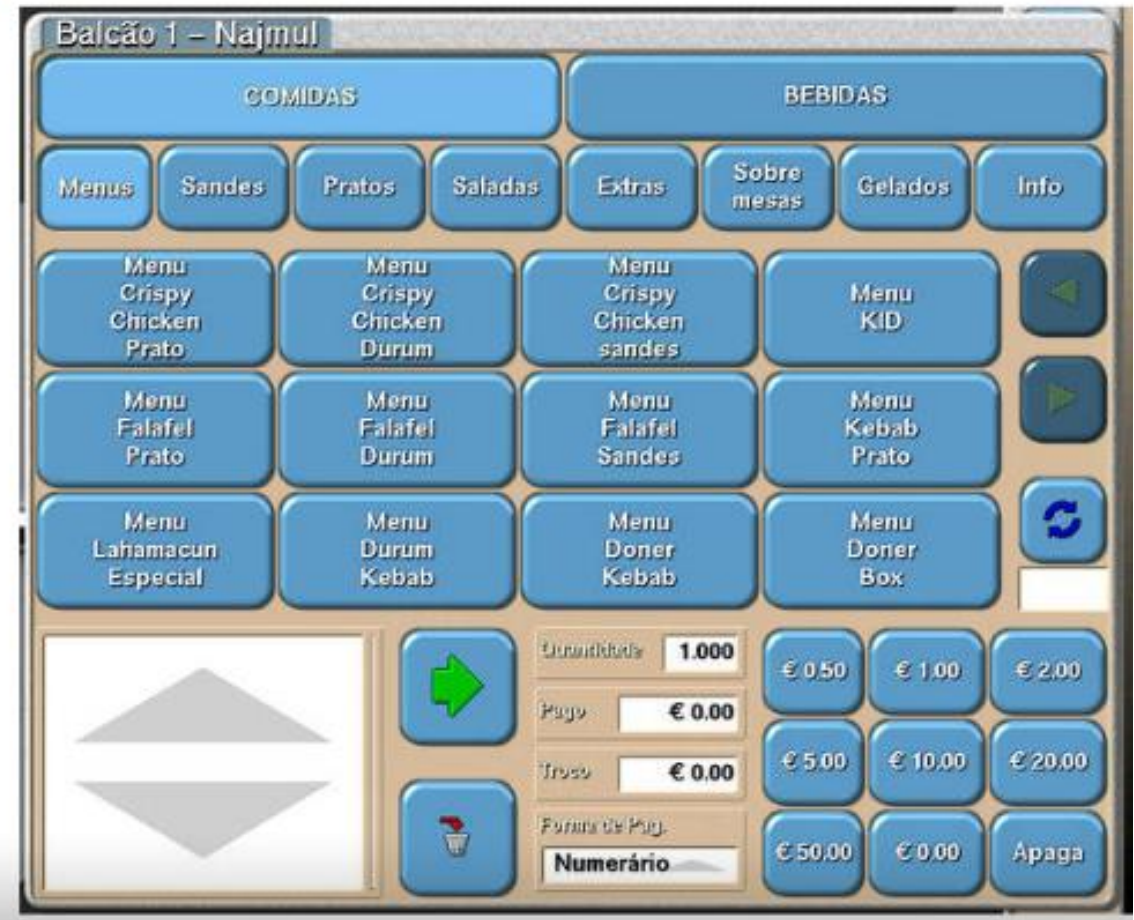 Balcão 1 – Najmul
COMIDAS
BEBIDAS
Menus
Sandes
Pratos
Saladas
Extras
Sobre
mesas
Gelados
Info
Menu
Crispy
Chicken
Prato
Menu
Crispy
Chicken
Durum
Menu
Crispy
Chicken
sandes
Menu
KID
Menu
Falafel
Prato
Menu
Falafel
Durum
Menu
Falafel
Sandes
Menu
Kebab
Prato
Menu
Lahamacun
Especial
Menu
Durum
Kebab
Menu
Doner
Kebab
Menu
Doner
Box
Quantidade 1.000
Pago € 0.00
Troco € 0.00
Forma de Pag.
Numerário
€ 0.50
€ 1.00
€ 2.00
€ 5.00
€ 10.00
€ 20.00
€ 50.00
€ 0.00
Apaga